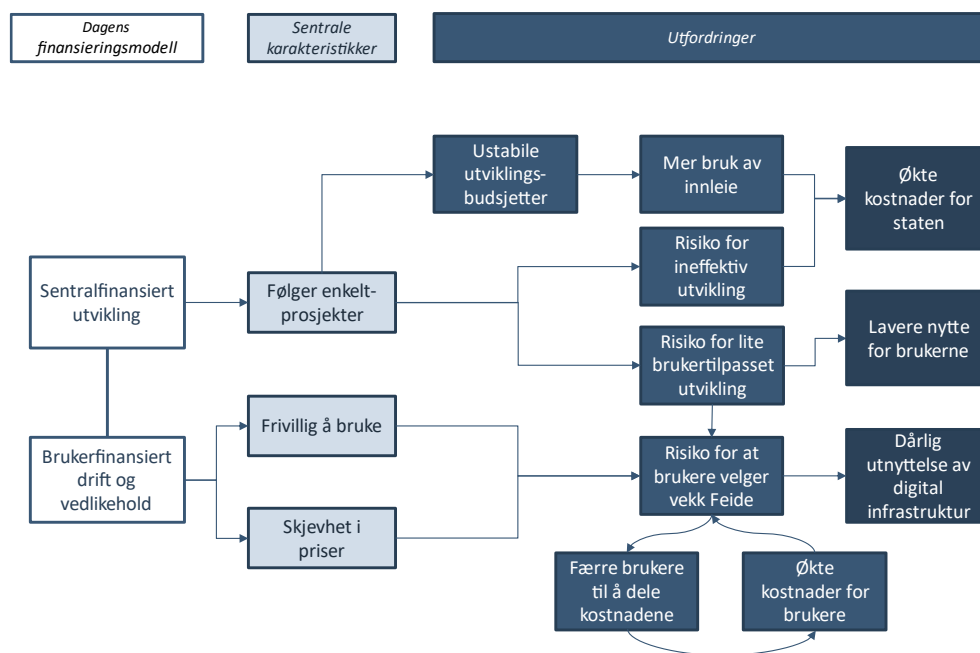 Dagens
finansieringsmodell
Sentrale
karakteristikker
Utfordringer
Ustabile
utviklings-
budsjetter
Mer bruk av
innleie
Økte
kostnader for
staten
Sentralfinansiert
utvikling
Følger enkelt-
prosjekter
Risiko for
ineffektiv
utvikling
Risiko for lite
brukertilpasset
utvikling
Lavere nytte
for brukerne
Brukerfinansiert
drift og
vedlikehold
Frivillig å bruke
Skjevhet i
priser
Risiko for at
brukere velger
vekk Feide
Dårlig
utnyttelse av
digital
infrastruktur
Færre brukere
til å dele
kostnadene
Økte
kostnader for
brukere